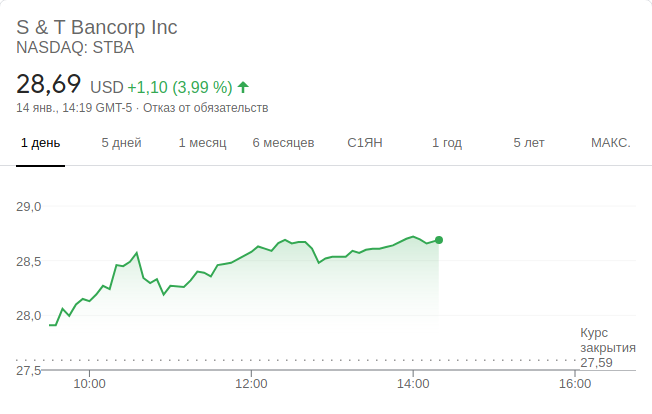 S & T Bancorp Inc
NASDAQ: STBA
28,69 USD +1,10 (3,99 %)
14 янв., 14:19 GMT-5 · Отказ от обязательств
1 день 5 дней 1 месяц 6 месяцев С1ЯН 1 год 5 лет МАКС.
29,0
28,5
28,0
Курс
закрытия
27,59
27,5
10:00 12:00 14:00 16:00